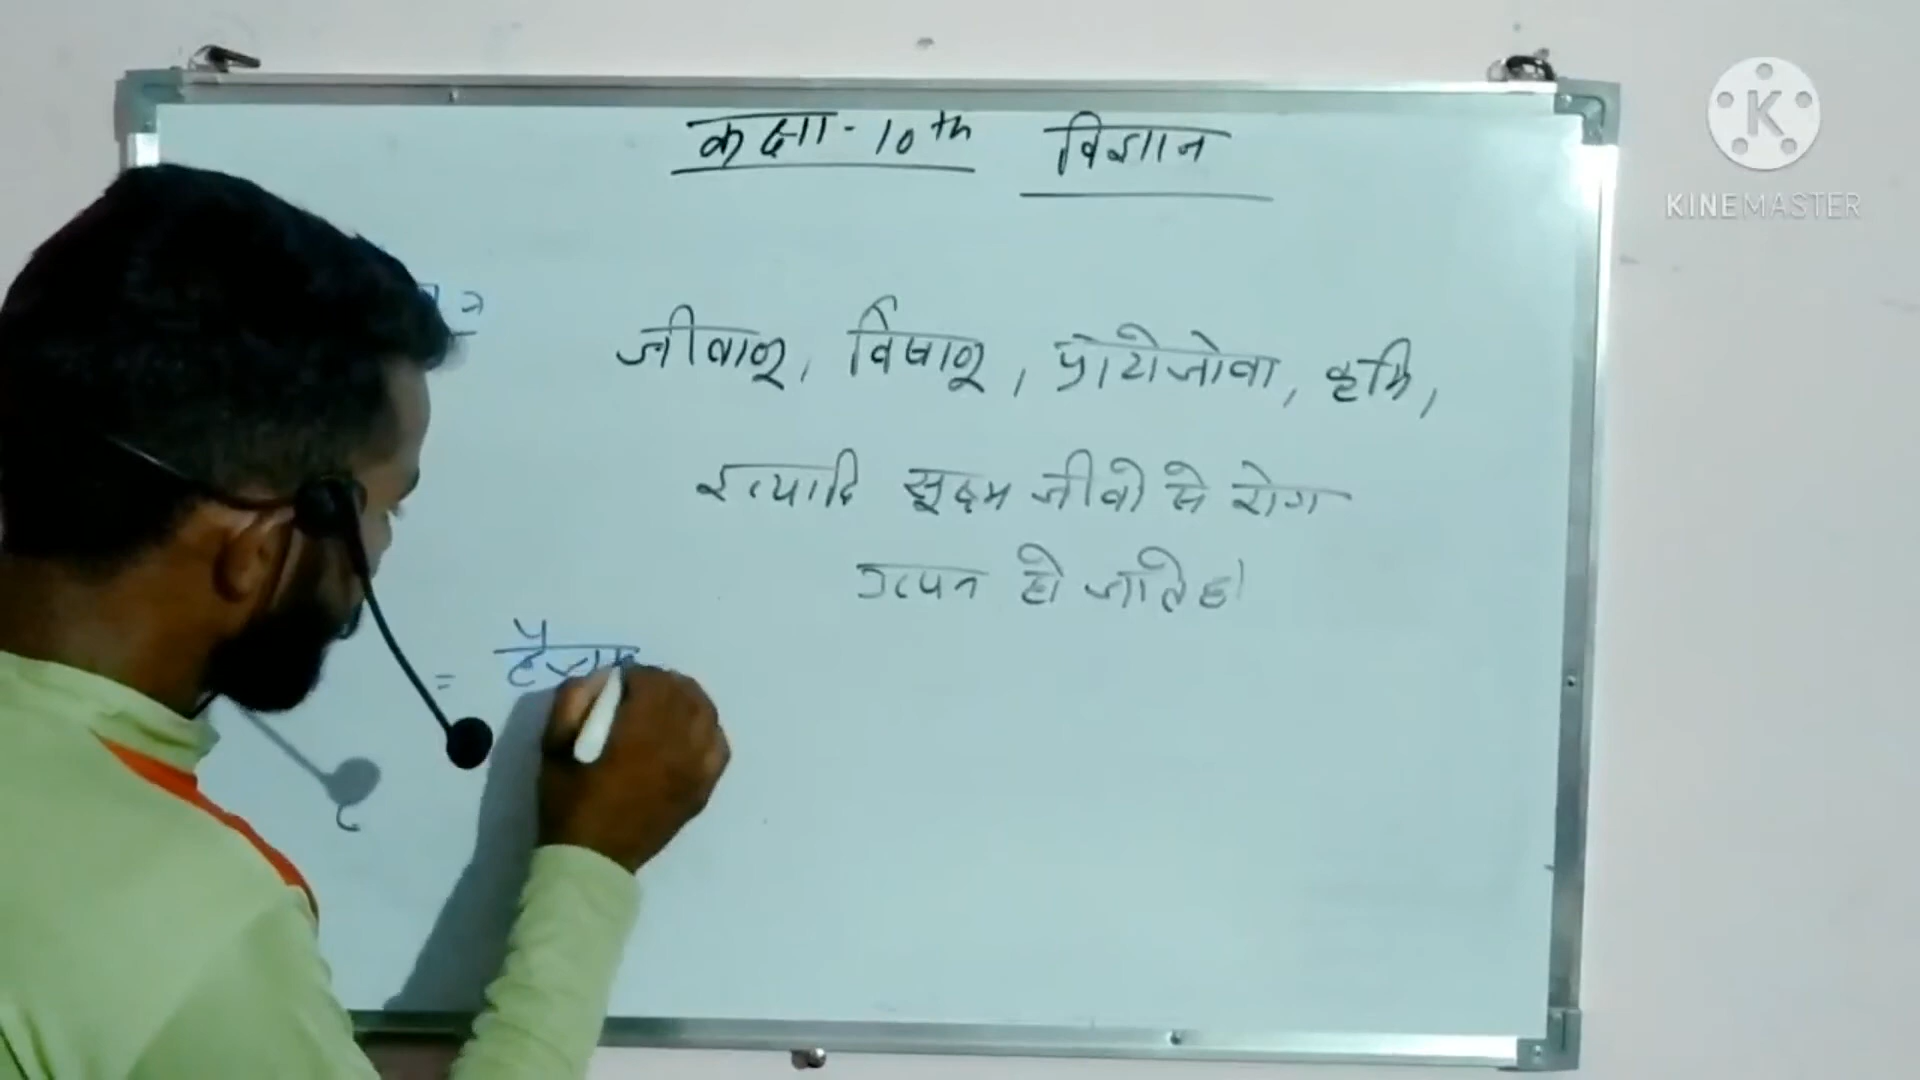 कक्षा - 10th विज्ञान
KINEMASTER
जीवाणु, विषाणु, प्रोटोजोवा, कृमि,
इत्यादि सूक्ष्म जीवो से रोग
उत्पन हो जाते है।
=